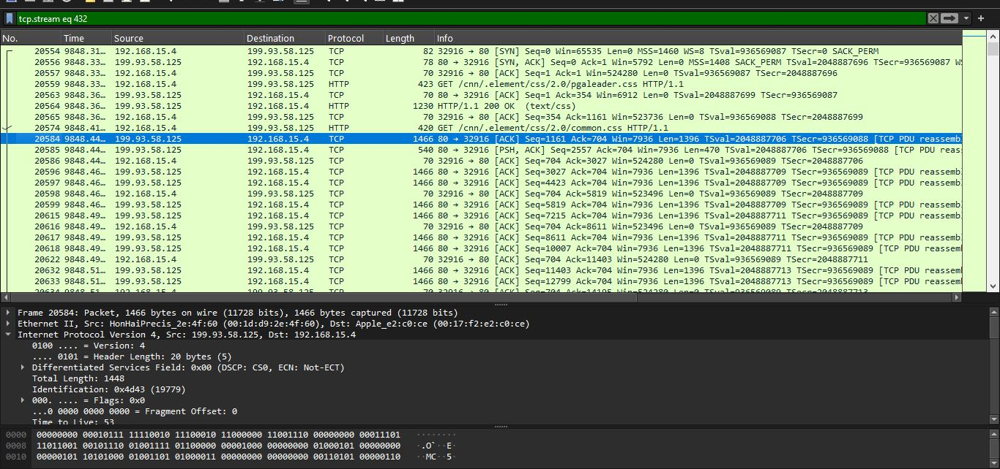 tcp.stream eq 432
No. Time Source Destination Protocol Length Info
20554 9848.31… 192.168.15.4 199.93.58.125 TCP 82 32916 → 80 [SYN] Seq=0 Win=65535 Len=0 MSS=1460 WS=8 TSval=936569087 TSecr=0 SACK_PERM
20556 9848.33… 199.93.58.125 192.168.15.4 TCP 78 80 → 32916 [SYN, ACK] Seq=0 Ack=1 Win=5792 Len=0 MSS=1408 SACK_PERM TSval=2048887696 TSecr=936569087
20557 9848.33… 192.168.15.4 199.93.58.125 TCP 70 32916 → 80 [ACK] Seq=1 Ack=1 Win=524280 Len=0 TSval=936569087 TSecr=2048887696
20559 9848.33… 192.168.15.4 199.93.58.125 HTTP 423 GET /cnn/.element/css/2.0/pgaleader.css HTTP/1.1
20563 9848.36… 199.93.58.125 192.168.15.4 TCP 70 80 → 32916 [ACK] Seq=1 Ack=354 Win=6912 Len=0 TSval=2048887699 TSecr=936569087
20564 9848.36… 199.93.58.125 192.168.15.4 HTTP 1230 HTTP/1.1 200 OK (text/css)
20565 9848.36… 192.168.15.4 199.93.58.125 TCP 70 32916 → 80 [ACK] Seq=354 Ack=1161 Win=523736 Len=0 TSval=936569088 TSecr=2048887699
20574 9848.41… 192.168.15.4 199.93.58.125 HTTP 420 GET /cnn/.element/css/2.0/common.css HTTP/1.1
20584 9848.44… 199.93.58.125 192.168.15.4 TCP 1466 80 → 32916 [ACK] Seq=1161 Ack=704 Win=7936 Len=1396 TSval=2048887706 TSecr=936569088 [TCP PDU reassembl
20585 9848.44… 199.93.58.125 192.168.15.4 TCP 540 80 → 32916 [PSH, ACK] Seq=2557 Ack=704 Win=7936 Len=470 TSval=2048887706 TSecr=936569088 [TCP PDU reas
20586 9848.44… 192.168.15.4 199.93.58.125 TCP 70 32916 → 80 [ACK] Seq=704 Ack=3027 Win=524280 Len=0 TSval=936569089 TSecr=2048887706
20596 9848.46… 199.93.58.125 192.168.15.4 TCP 1466 80 → 32916 [ACK] Seq=3027 Ack=704 Win=7936 Len=1396 TSval=2048887709 TSecr=936569089 [TCP PDU reassembl
20597 9848.46… 199.93.58.125 192.168.15.4 TCP 1466 80 → 32916 [ACK] Seq=4423 Ack=704 Win=7936 Len=1396 TSval=2048887709 TSecr=936569089 [TCP PDU reassembl
20598 9848.46… 192.168.15.4 199.93.58.125 TCP 70 32916 → 80 [ACK] Seq=704 Ack=5819 Win=523496 Len=0 TSval=936569089 TSecr=2048887709
20599 9848.46… 199.93.58.125 192.168.15.4 TCP 1466 80 → 32916 [ACK] Seq=5819 Ack=704 Win=7936 Len=1396 TSval=2048887709 TSecr=936569089 [TCP PDU reassembl
20615 9848.49… 199.93.58.125 192.168.15.4 TCP 1466 80 → 32916 [ACK] Seq=7215 Ack=704 Win=7936 Len=1396 TSval=2048887711 TSecr=936569089 [TCP PDU reassembl
20616 9848.49… 192.168.15.4 199.93.58.125 TCP 70 32916 → 80 [ACK] Seq=704 Ack=8611 Win=523496 Len=0 TSval=936569089 TSecr=2048887709
20617 9848.49… 199.93.58.125 192.168.15.4 TCP 1466 80 → 32916 [ACK] Seq=8611 Ack=704 Win=7936 Len=1396 TSval=2048887711 TSecr=936569089 [TCP PDU reassembl
20618 9848.49… 199.93.58.125 192.168.15.4 TCP 1466 80 → 32916 [ACK] Seq=10007 Ack=704 Win=7936 Len=1396 TSval=2048887711 TSecr=936569089 [TCP PDU reassem
20622 9848.49… 192.168.15.4 199.93.58.125 TCP 70 32916 → 80 [ACK] Seq=704 Ack=11403 Win=524280 Len=0 TSval=936569089 TSecr=2048887711
20632 9848.51… 199.93.58.125 192.168.15.4 TCP 1466 80 → 32916 [ACK] Seq=11403 Ack=704 Win=7936 Len=1396 TSval=2048887713 TSecr=936569089 [TCP PDU reassem
20633 9848.51… 199.93.58.125 192.168.15.4 TCP 1466 80 → 32916 [ACK] Seq=12799 Ack=704 Win=7936 Len=1396 TSval=2048887713 TSecr=936569089 [TCP PDU reassem
20634 9848.51… 192.168.15.4 199.93.58.125 TCP 70 32916 → 80 [ACK] Seq=704 Ack=14195 Win=524280 Len=0 TSval=936569089 TSecr=2048887713
Frame 20584: Packet, 1466 bytes on wire (11728 bits), 1466 bytes captured (11728 bits)
Ethernet II, Src: HonHaiPrecis_2e:4f:60 (00:1d:d9:2e:4f:60), Dst: Apple_e2:c0:ce (00:17:f2:e2:c0:ce)
Internet Protocol Version 4, Src: 199.93.58.125, Dst: 192.168.15.4
0100 .... = Version: 4
.... 0101 = Header Length: 20 bytes (5)
Differentiated Services Field: 0x00 (DSCP: CS0, ECN: Not-ECT)
Total Length: 1448
Identification: 0x4d43 (19779)
000. .... = Flags: 0x0
...0 0000 0000 0000 = Fragment Offset: 0
Time to Live: 53
0000 00000000 00010111 11110010 11100010 11000000 11001110 00000000 00011101 ········
0008 11011001 00101110 01001111 01100000 00001000 00000000 01000101 00000000 ·.O`··E·
0010 00000101 10101000 01001101 01000011 00000000 00000000 00110101 00000110 ··MC··5·